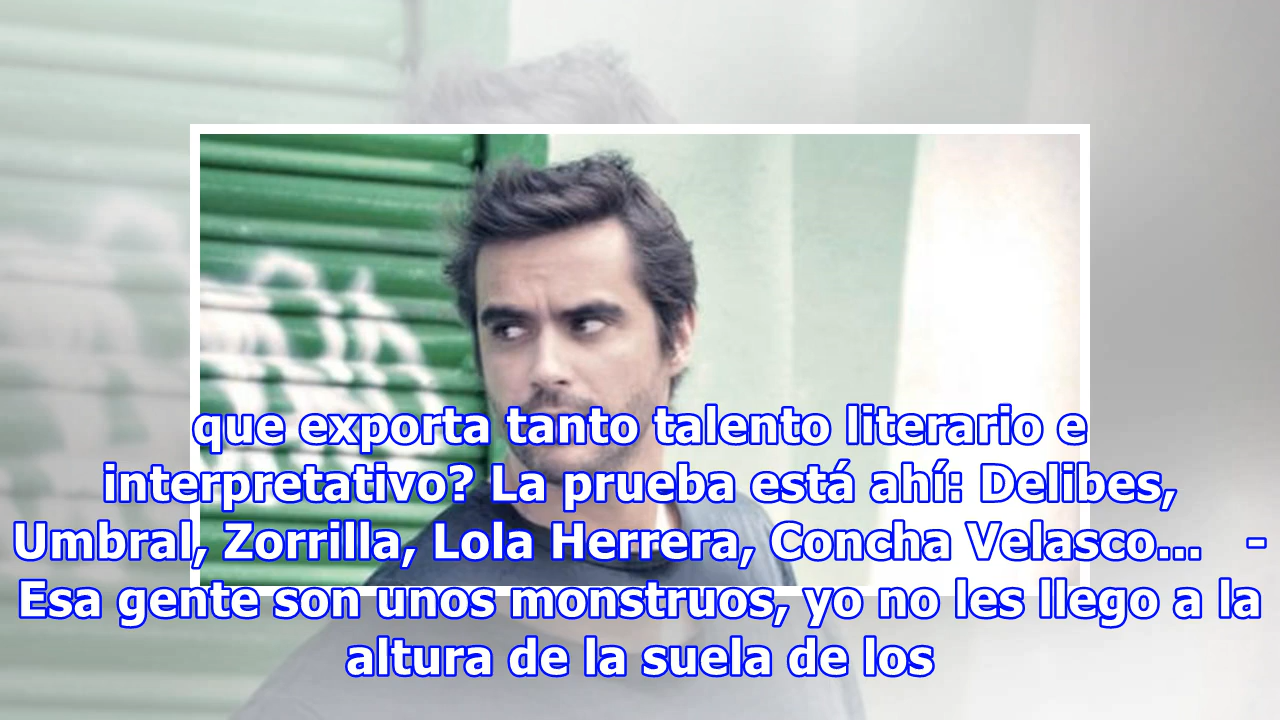 que exporta tanto talento literario e
interpretativo? La prueba está ahí: Delibes,
Umbral, Zorrilla, Lola Herrera, Concha Velasco... -
Esa gente son unos monstruos, yo no les llego a la
altura de la suela de los